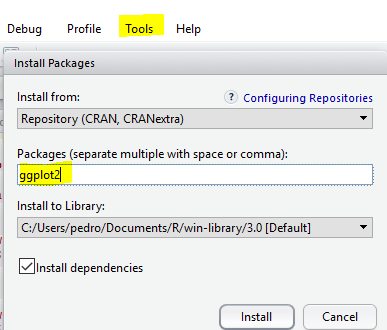 Debug Profile Tools
Install Packages
Install from: ? Configuring Repositories
Repository (CRAN, CRANextra)
Packages (separate multiple with space or comma):
ggplot2
Install to Library:
C:/Users/pedro/Documents/R/win-library/3.0 [Default]
Install dependencies
Install Cancel